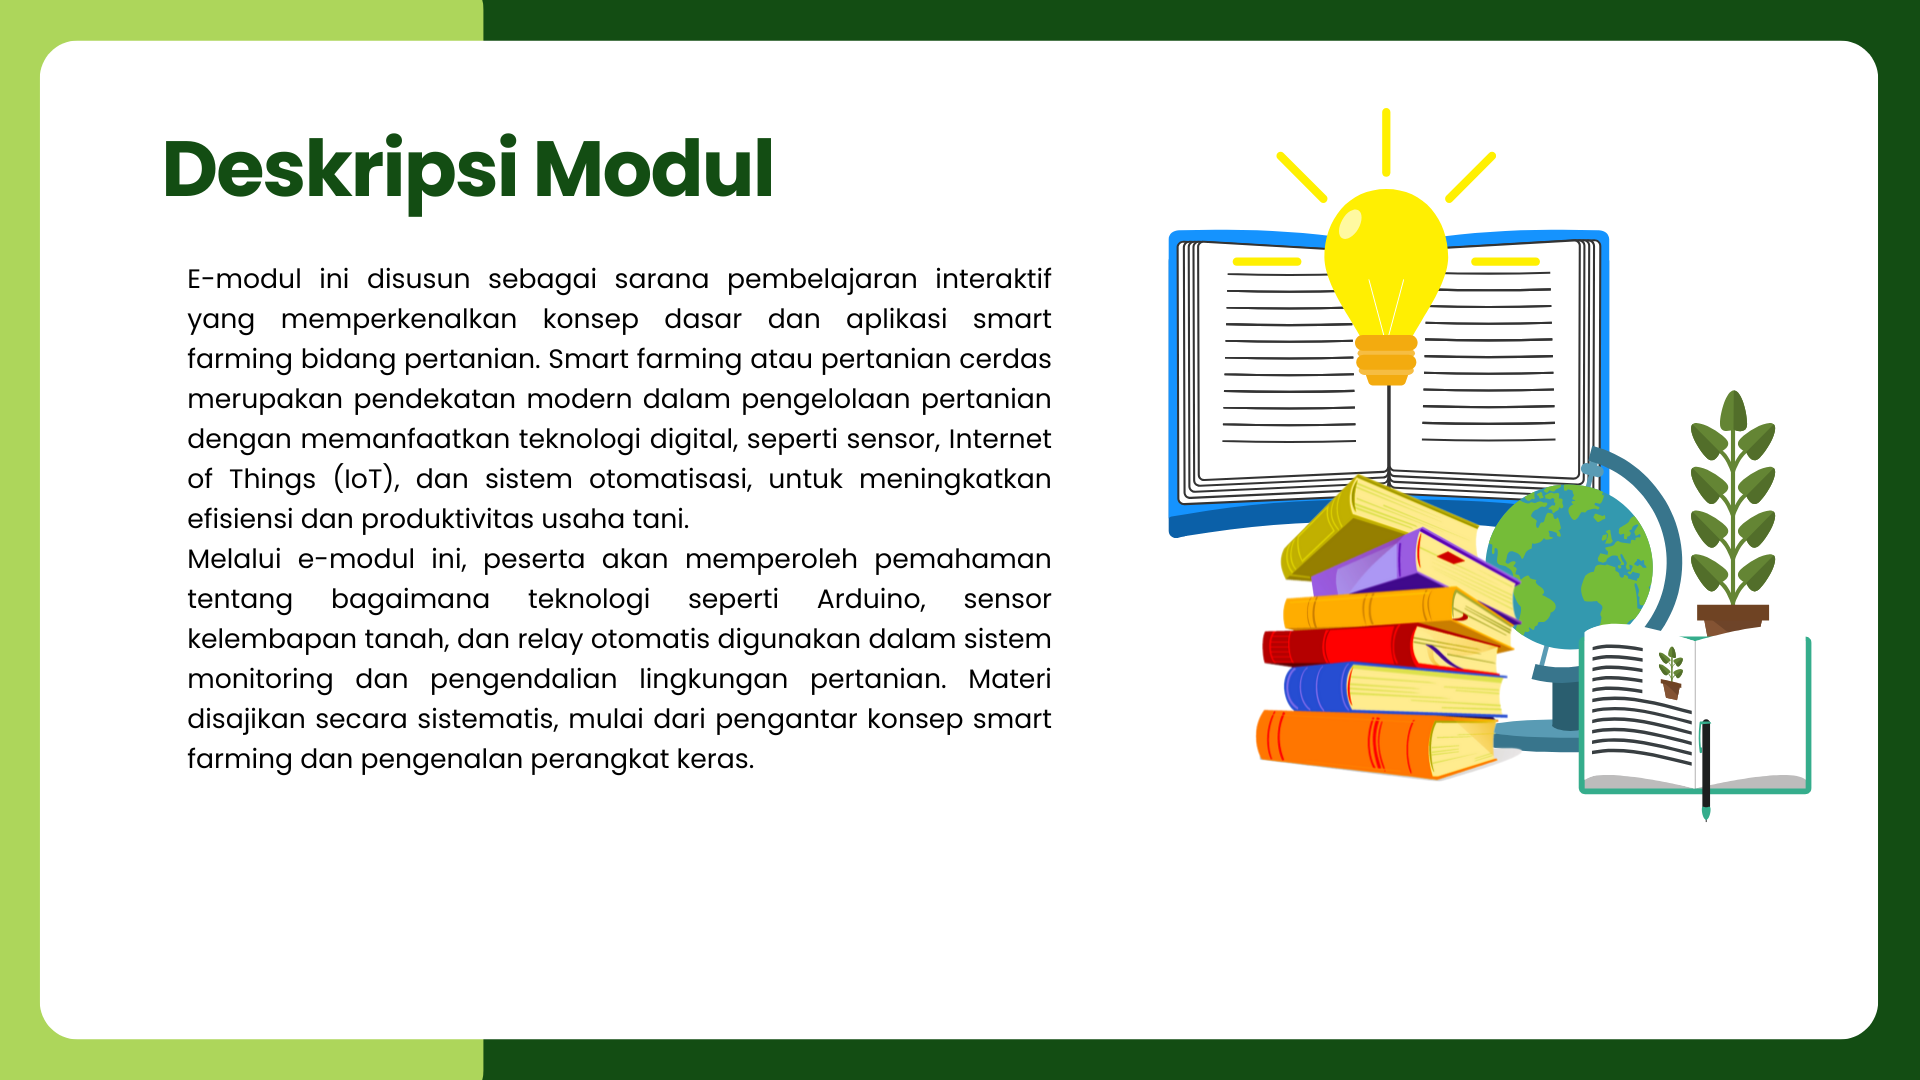 Deskripsi Modul
E-modul ini disusun sebagai sarana pembelajaran interaktif
yang memperkenalkan konsep dasar dan aplikasi smart
farming bidang pertanian. Smart farming atau pertanian cerdas
merupakan pendekatan modern dalam pengelolaan pertanian
dengan memanfaatkan teknologi digital, seperti sensor, Internet
of Things (IoT), dan sistem otomatisasi, untuk meningkatkan
efisiensi dan produktivitas usaha tani.
Melalui e-modul ini, peserta akan memperoleh pemahaman
tentang bagaimana teknologi seperti Arduino, sensor
kelembapan tanah, dan relay otomatis digunakan dalam sistem
monitoring dan pengendalian lingkungan pertanian. Materi
disajikan secara sistematis, mulai dari pengantar konsep smart
farming dan pengenalan perangkat keras.